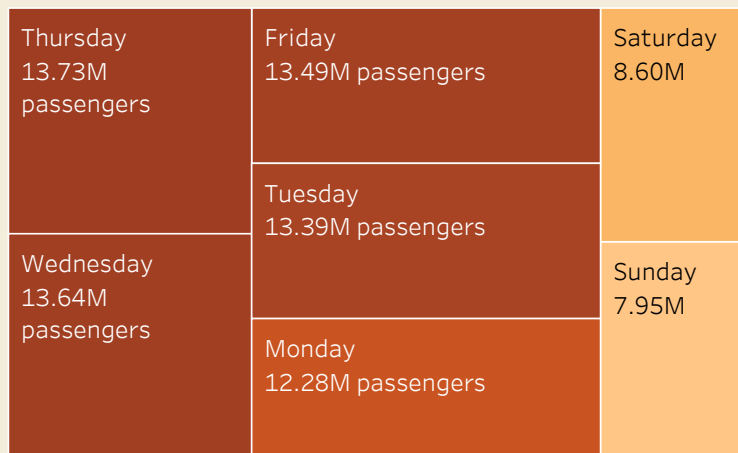 Thursday
13.73M
passengers
Wednesday
13.64M
passengers
Friday
13.49M passengers
Tuesday
13.39M passengers
Monday
12.28M passengers
Saturday
8.60M
Sunday
7.95M